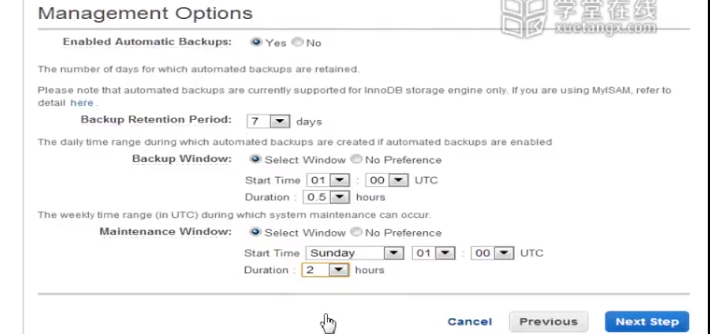 Management Options
学堂在线
xuetangx.com
Enabled Automatic Backups: Yes No
The number of days for which automated backups are retained.
Please note that automated backups are currently supported for InnoDB storage engine only. If you are using MyISAM, refer to
detail here.
Backup Retention Period: 7 days
The daily time range during which automated backups are created if automated backups are enabled
Backup Window: Select Window No Preference
Start Time 01 : 00 UTC
Duration : 0.5 hours
The weekly time range (in UTC) during which system maintenance can occur.
Maintenance Window: Select Window No Preference
Start Time Sunday 01 : 00 UTC
Duration : 2 hours
Cancel Previous Next Step